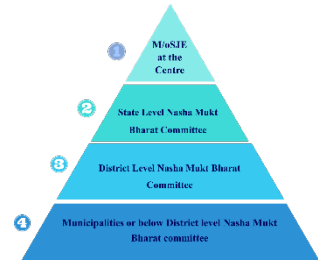 1
M/oSJE
at the
Centre
2
State Level Nasha Mukt
Bharat Committee
3
District Level Nasha Mukt Bharat
Committee
4
Municipalities or below District level Nasha Mukt
Bharat committee